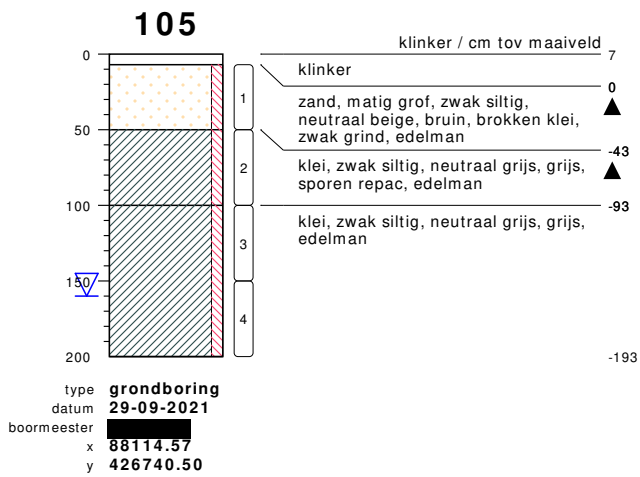 105
klinker / cm tov maaiveld
0
7
klinker
0
1
zand, matig grof, zwak siltig,
neutraal beige, bruin, brokken klei,
zwak grind, edelman
50
-43
2
klei, zwak siltig, neutraal grijs, grijs,
sporen repac, edelman
100
-93
3
klei, zwak siltig, neutraal grijs, grijs,
edelman
150
4
200
-193
type grondboring
datum 29-09-2021
boormeester
x 88114.57
y 426740.50